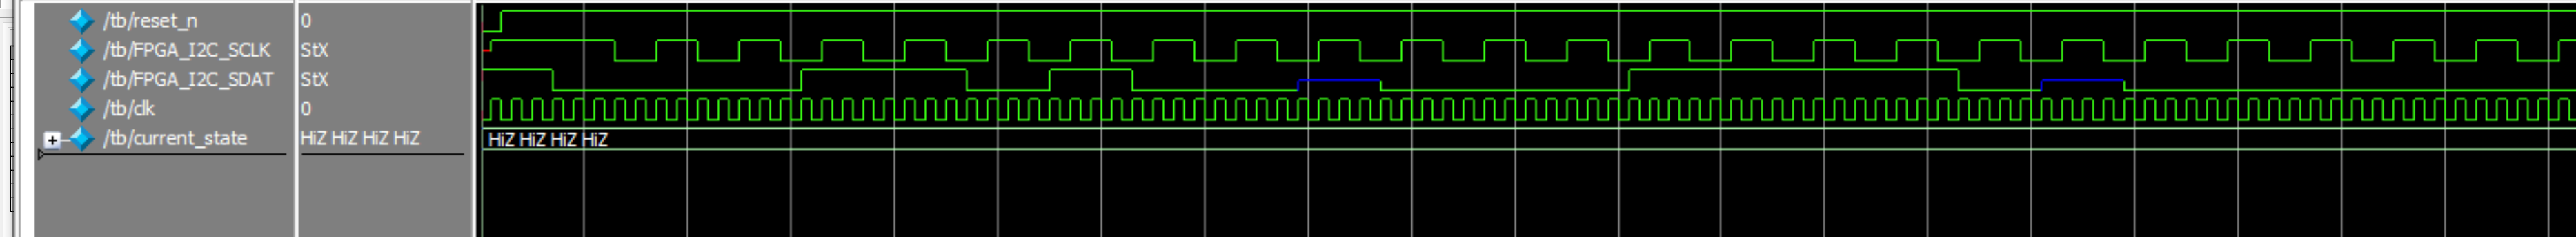 /tb/reset_n 0
/tb/FPGA_I2C_SCLK StX
/tb/FPGA_I2C_SDAT StX
/tb/clk 0
/tb/current_state HiZ HiZ HiZ HiZ HiZ HiZ HiZ HiZ